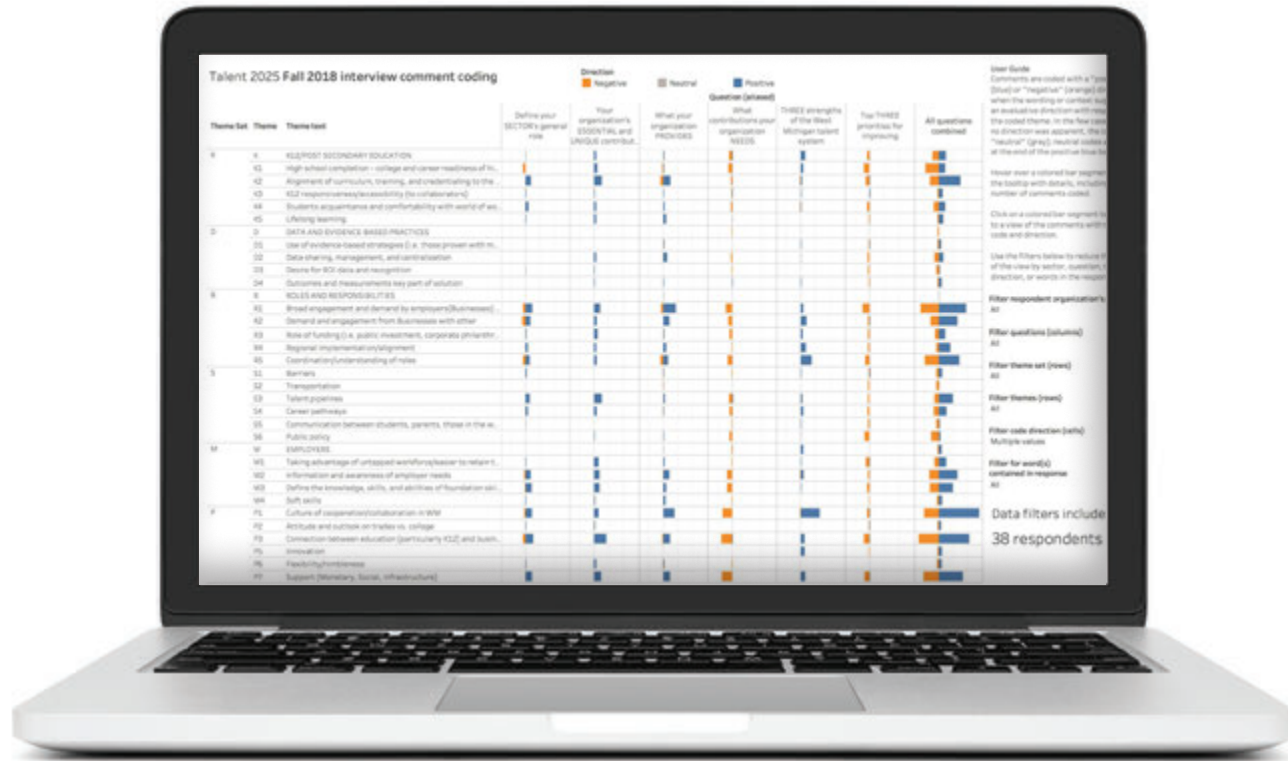 Talent 2025 Fall 2018 interview comment coding
Direction
Negative
Neutral
Positive
Question (aliased)
Theme Set Theme Theme text
Define your
SECTOR's general
role
Your
organization's
ESSENTIAL and
UNIQUE contribut..
What your
organization
PROVIDES
What
contributions your
organization
NEEDS
THREE strengths
of the West
Michigan talent
system
Top THREE
priorities for
improving
All questions
combined
K K K12/POST SECONDARY EDUCATION
K1 High school completion - college and career readiness of
K2 Alignment of curriculum, training, and credentialing to the ..
K3 K12 responsiveness/accessibility (to collaborators)
K4 Students acquaintance and comfortability with world of wo..
K5 Lifelong learning
D D DATA AND EVIDENCE BASED PRACTICES
D1 Use of evidence-based strategies (i.e. those proven with m..
D2 Data sharing, management, and centralization
D3 Desire for ROI data and recognition
D4 Outcomes and measurements key part of solution
R R ROLES AND RESPONSIBILITIES
R1 Broad engagement and demand by employers(Businesses) ..
R2 Demand and engagement from Businesses with other
R3 Role of funding (i.e. public investment, corporate philanthr..
R4 Regional implementation/alignment
R5 Coordination/understanding of roles
S S1 Barriers
S2 Transportation
S3 Talent pipelines
S4 Career pathways
S5 Communication between students, parents, those in the w..
S6 Public policy
W EMPLOYERS
W1 Taking advantage of untapped workforce/easier to retain t..
W2 Information and awareness of employer needs
W3 Define the knowledge, skills, and abilities of foundation ski..
W4 Soft skills
P P1 Culture of cooperation/collaboration in WM
P2 Attitude and outlook on trades vs. college
P3 Connection between education (particularly K12) and busin..
P5 Innovation
P6 Flexibility/nimbleness
P7 Support (Monetary, Social, Infrastructure)
User Guide
Comments are coded with a "pos
(blue) or "negative" (orange) dir
when the wording or context sug
an evaluative direction with resp
the coded theme. In the few case
no direction was apparent, the c
"neutral" (gray); neutral codes a
at the end of the positive blue ba
Hover over a colored bar segmen
the tooltip with details, includin
number of comments coded.
Click on a colored bar segment to
to a view of the comments with t
code and direction.
Use the filters below to reduce th
of the view by sector, question, t
direction, or words in the respon
Filter respondent organization's
All
Filter questions (columns)
All
Filter theme set (rows)
All
Filter themes (rows)
All
Filter code direction (cells)
Multiple values
Filter for word(s)
contained in response
All
Data filters include
38 respondents